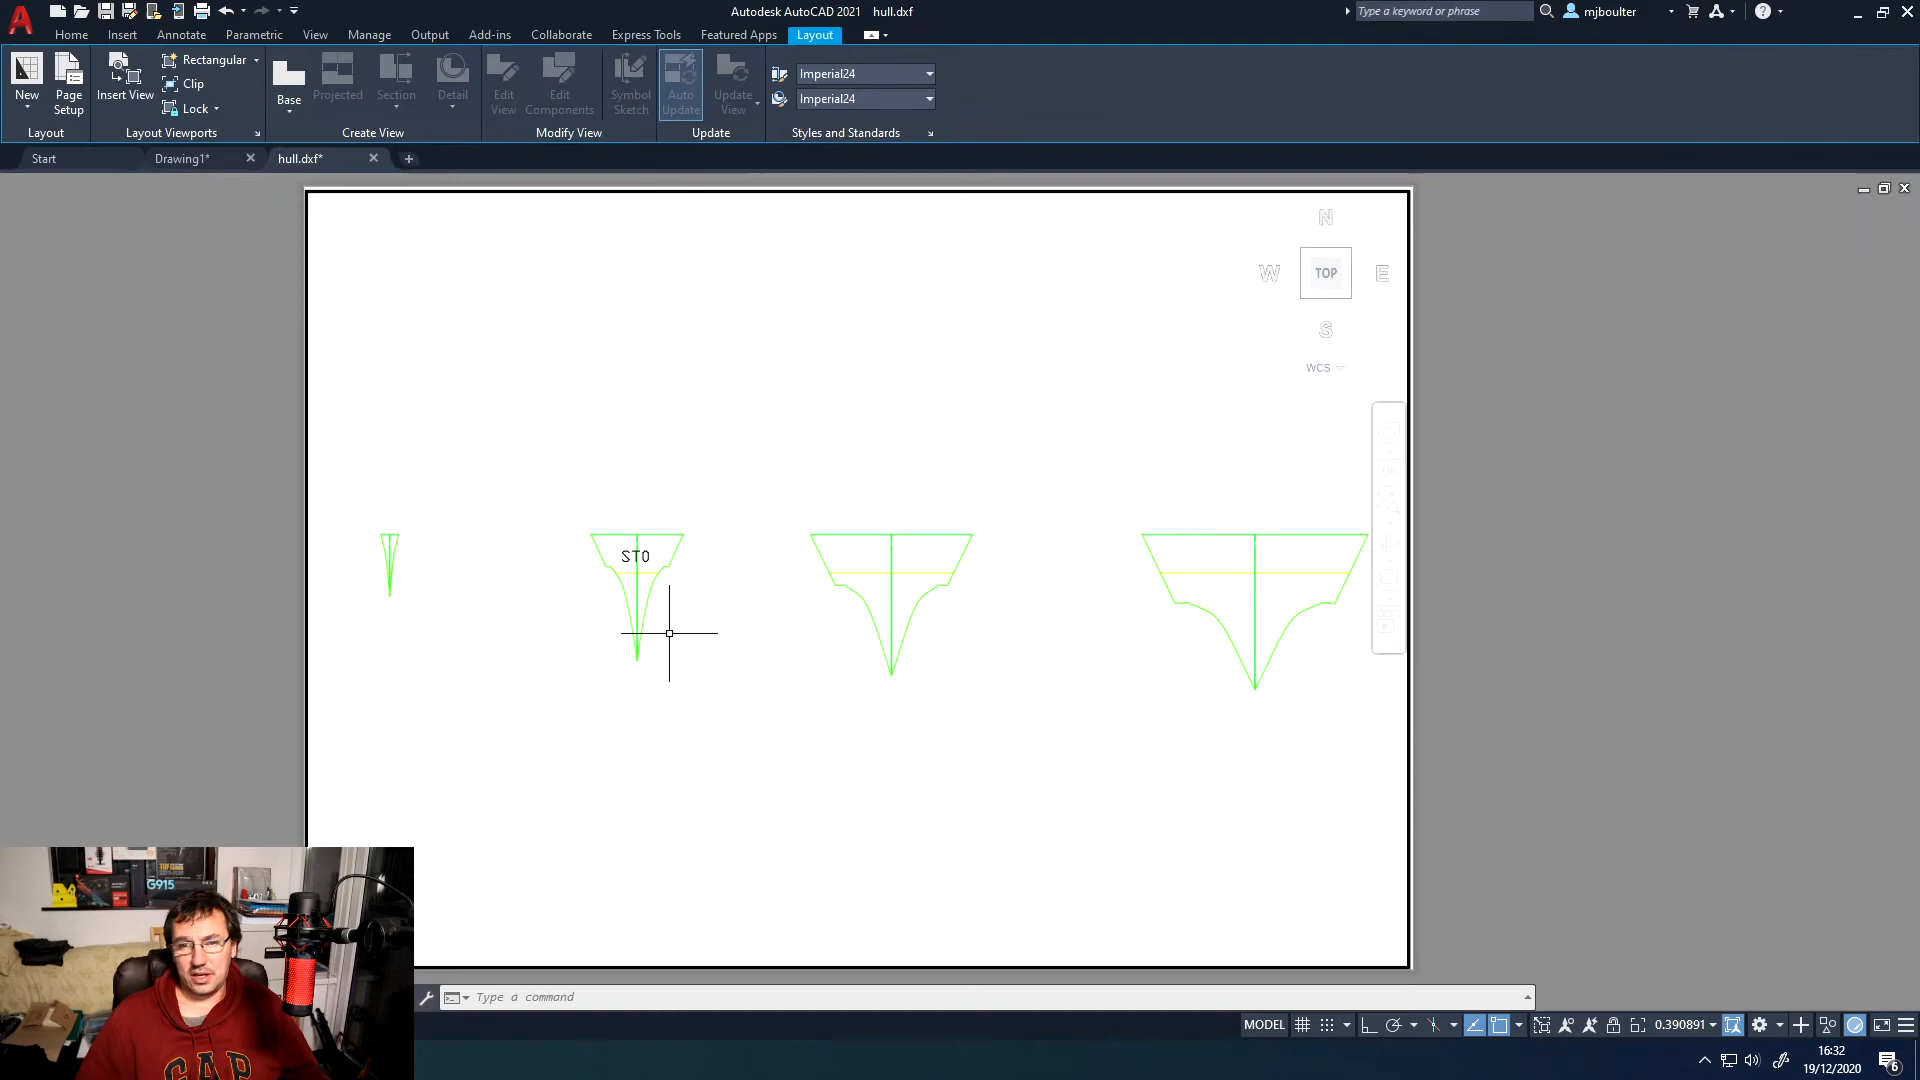 Autodesk AutoCAD 2021 hull.dxf
Type a keyword or phrase
mjboulter
Home Insert Annotate Parametric View Manage Output Add-ins Collaborate Express Tools Featured Apps Layout
New
Page Setup
Insert View
Rectangular
Clip
Lock
Base
Projected
Section
Detail
Edit View
Edit Components
Symbol Sketch
Auto Update
Update View
Imperial24
Imperial24
Layout
Layout Viewports
Create View
Modify View
Update
Styles and Standards
Start
Drawing1*
hull.dxf*
N
W
TOP
E
S
WCS
ST0
G915
GAP
Type a command
MODEL
0.390891
16:32
19/12/2020
6